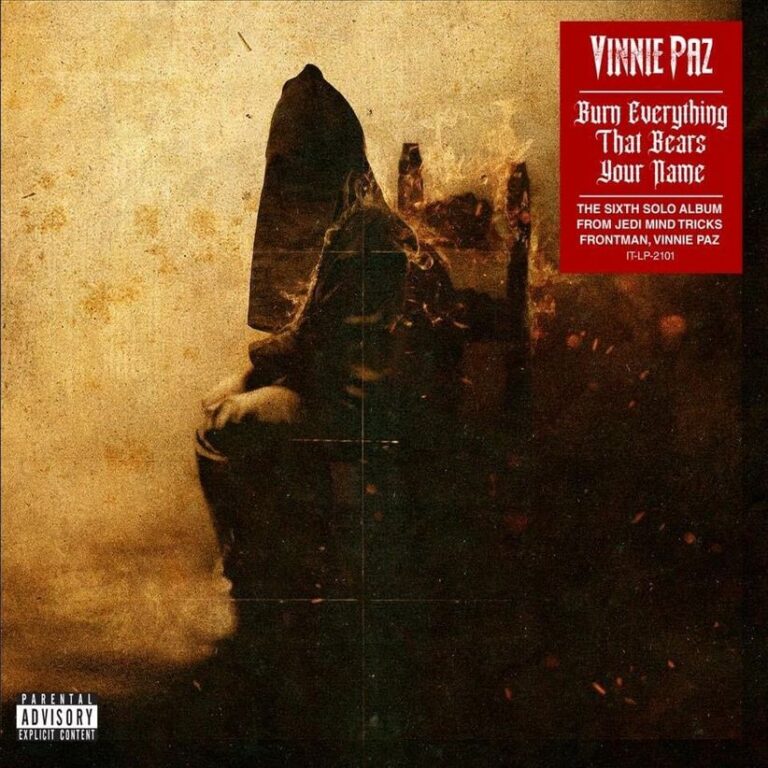 VINNIE PAZ
Burn Everything
That Bears
Your Name
THE SIXTH SOLO ALBUM
FROM JEDI MIND TRICKS
FRONTMAN, VINNIE PAZ
IT-LP-2101
PARENTAL
ADVISORY
EXPLICIT CONTENT